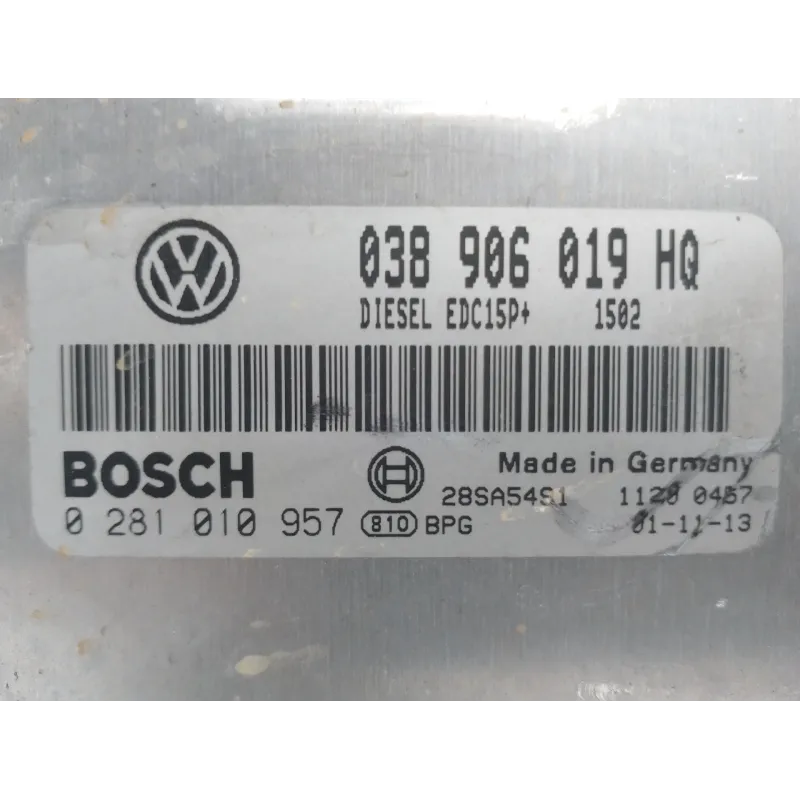 038 906 019 HQ
DIESEL EDC15P+ 1502
BOSCH
Made in Germany
28SA54S1 1120 0457
0 281 010 957 810 BPG 01-11-13